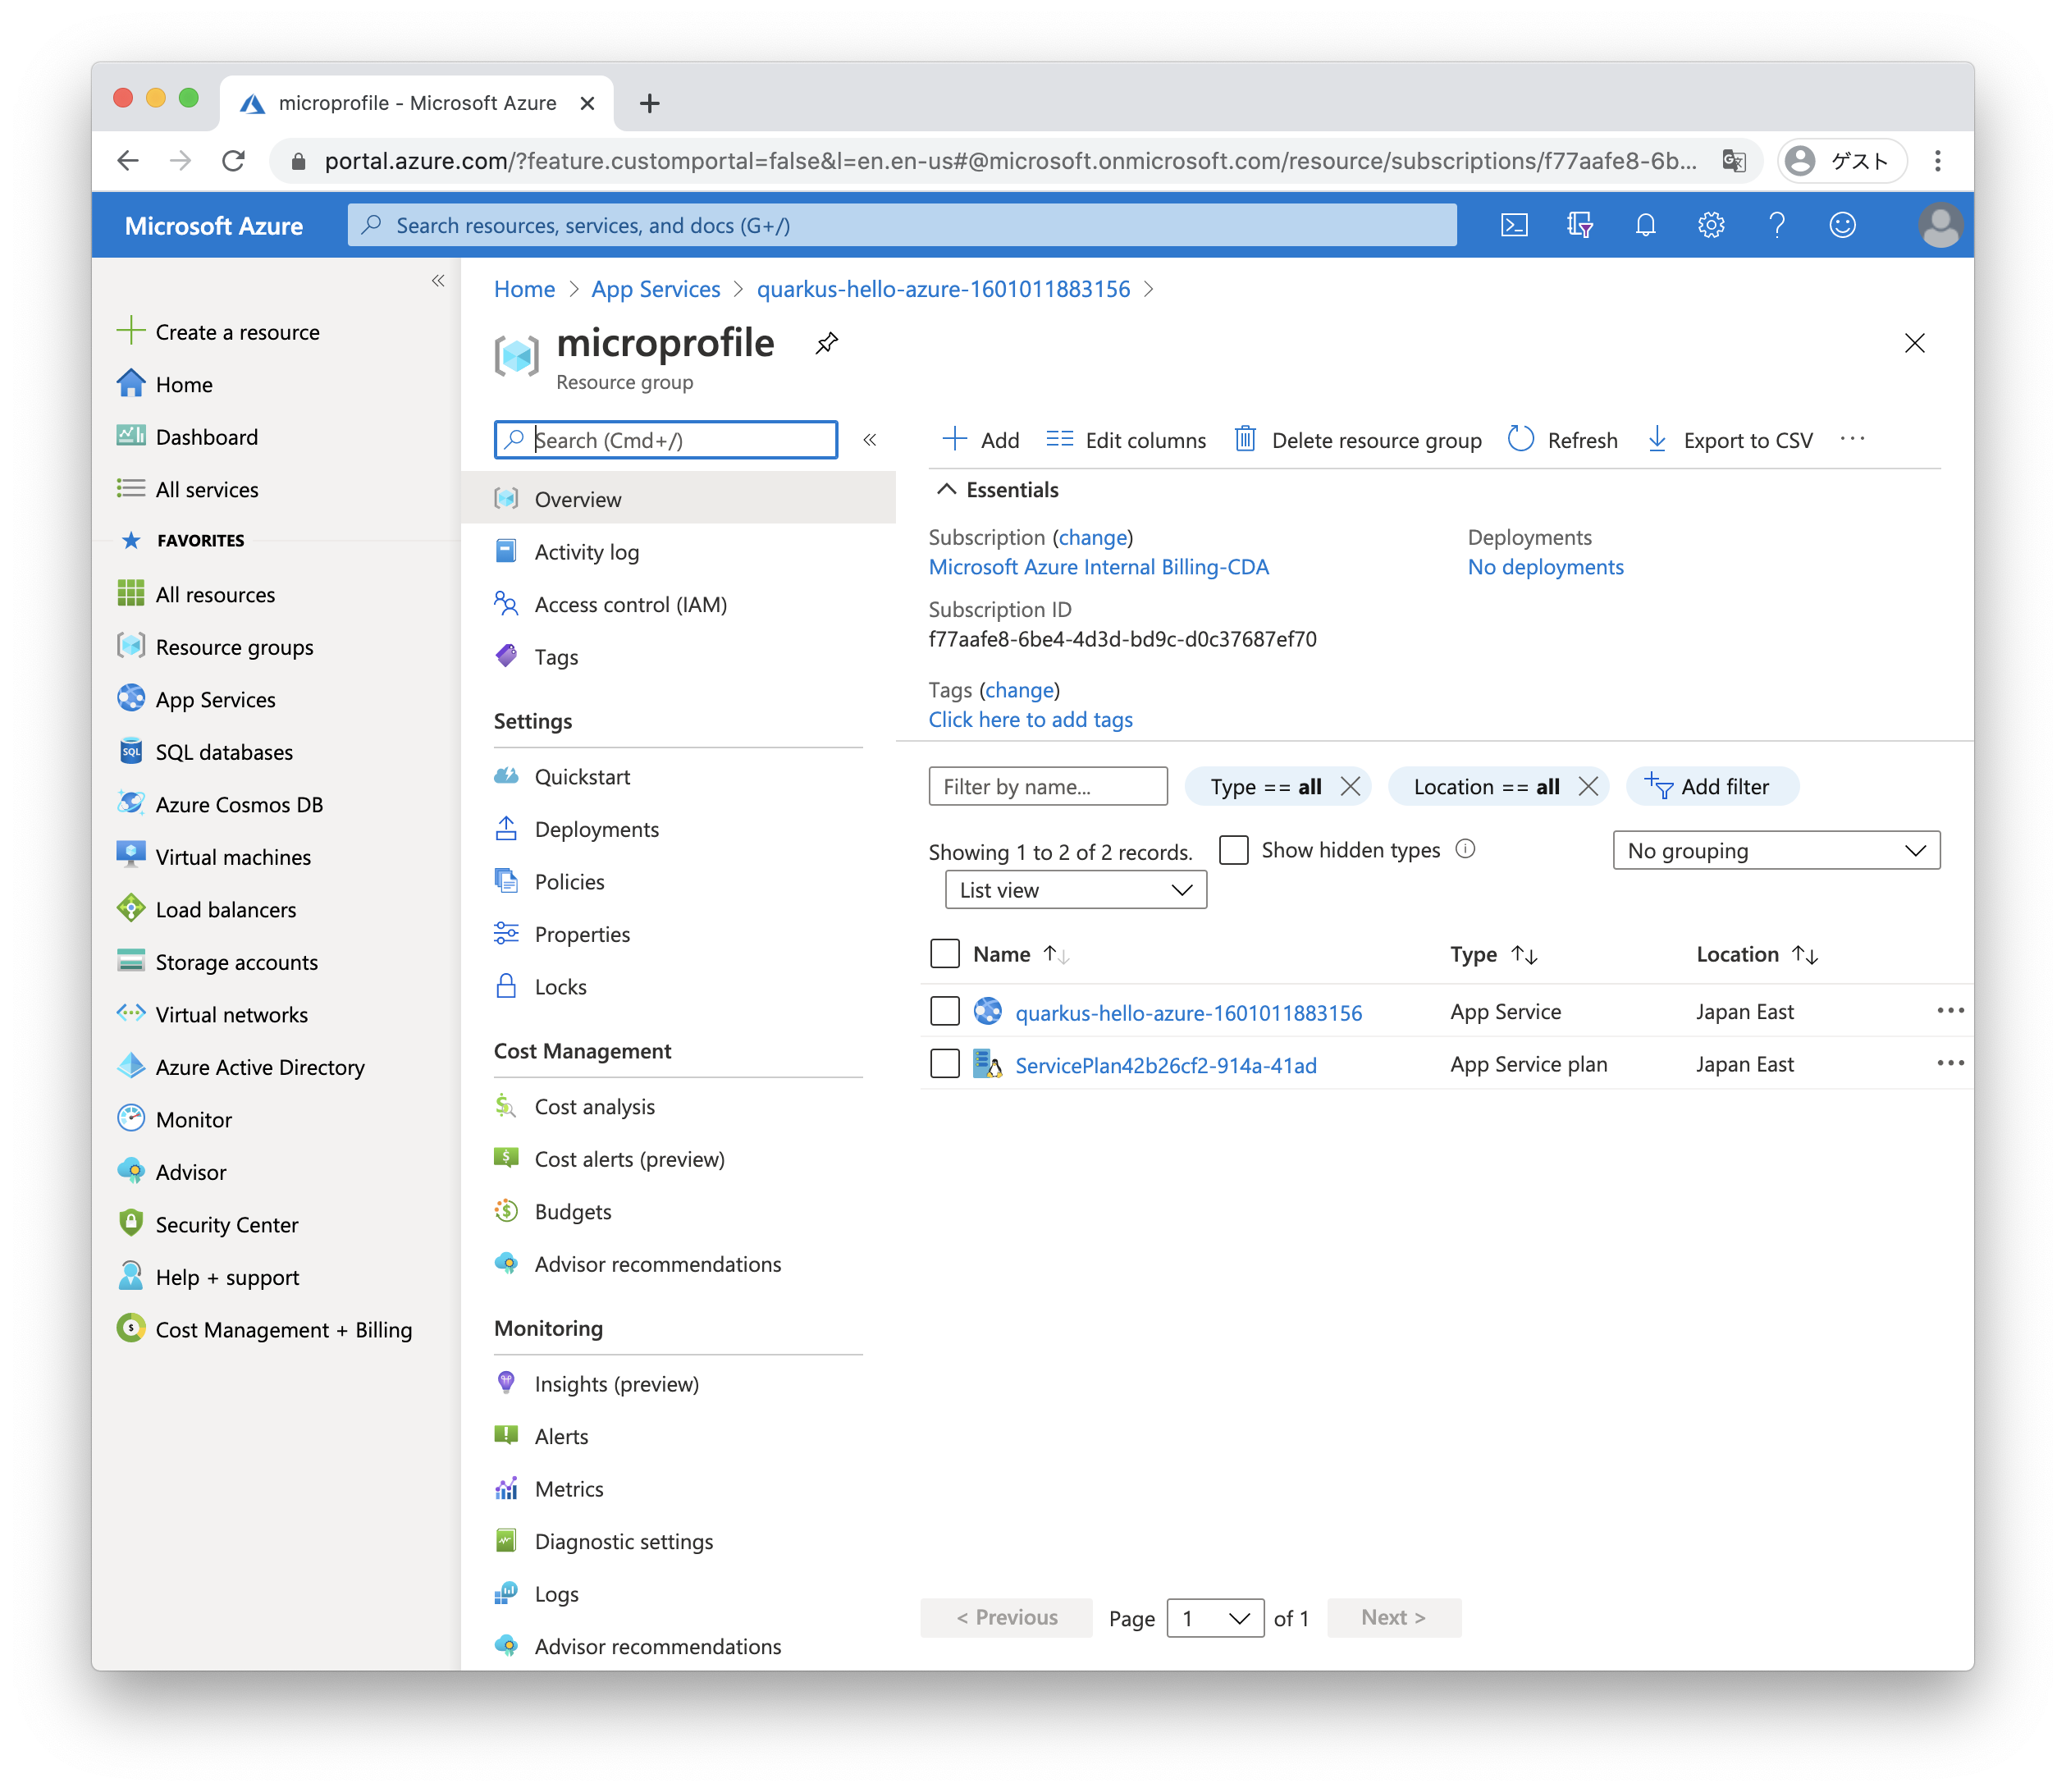 microprofile - Microsoft Azure
portal.azure.com/?feature.customportal=false&l=en.en-us#@microsoft.onmicrosoft.com/resource/subscriptions/f77aafe8-6b...
ゲスト
Microsoft Azure
Search resources, services, and docs (G+/)
Create a resource
Home
Dashboard
All services
FAVORITES
All resources
Resource groups
App Services
SQL databases
Azure Cosmos DB
Virtual machines
Load balancers
Storage accounts
Virtual networks
Azure Active Directory
Monitor
Advisor
Security Center
Help + support
Cost Management + Billing
Home > App Services > quarkus-hello-azure-1601011883156 >
microprofile
Resource group
Search (Cmd+/)
Overview
Activity log
Access control (IAM)
Tags
Settings
Quickstart
Deployments
Policies
Properties
Locks
Cost Management
Cost analysis
Cost alerts (preview)
Budgets
Advisor recommendations
Monitoring
Insights (preview)
Alerts
Metrics
Diagnostic settings
Logs
Advisor recommendations
Add Edit columns Delete resource group Refresh Export to CSV ...
Essentials
Subscription (change)
Microsoft Azure Internal Billing-CDA
Deployments
No deployments
Subscription ID
f77aafe8-6be4-4d3d-bd9c-d0c37687ef70
Tags (change)
Click here to add tags
Filter by name... Type == all Location == all Add filter
Showing 1 to 2 of 2 records. Show hidden types No grouping
List view
Name Type Location
quarkus-hello-azure-1601011883156 App Service Japan East
ServicePlan42b26cf2-914a-41ad App Service plan Japan East
< Previous Page 1 of 1 Next >